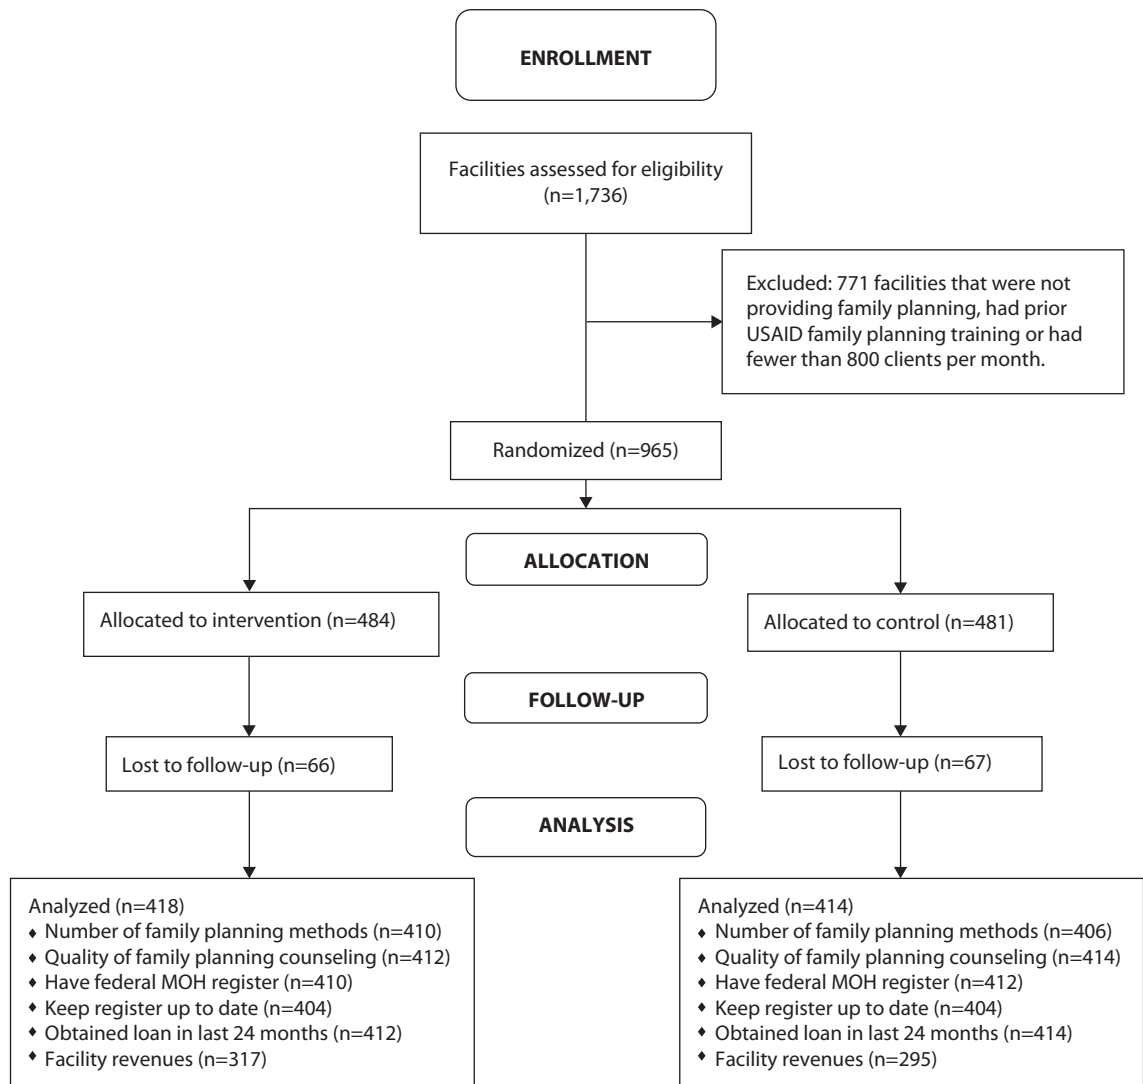 ENROLLMENT
Facilities assessed for eligibility
(n=1,736)
Excluded: 771 facilities that were not
providing family planning, had prior
USAID family planning training or had
fewer than 800 clients per month.
Randomized (n=965)
ALLOCATION
Allocated to intervention (n=484)
Allocated to control (n=481)
FOLLOW-UP
Lost to follow-up (n=66)
Lost to follow-up (n=67)
ANALYSIS
Analyzed (n=418)
♦ Number of family planning methods (n=410)
♦ Quality of family planning counseling (n=412)
♦ Have federal MOH register (n=410)
♦ Keep register up to date (n=404)
♦ Obtained loan in last 24 months (n=412)
♦ Facility revenues (n=317)
Analyzed (n=414)
♦ Number of family planning methods (n=406)
♦ Quality of family planning counseling (n=414)
♦ Have federal MOH register (n=412)
♦ Keep register up to date (n=404)
♦ Obtained loan in last 24 months (n=414)
♦ Facility revenues (n=295)